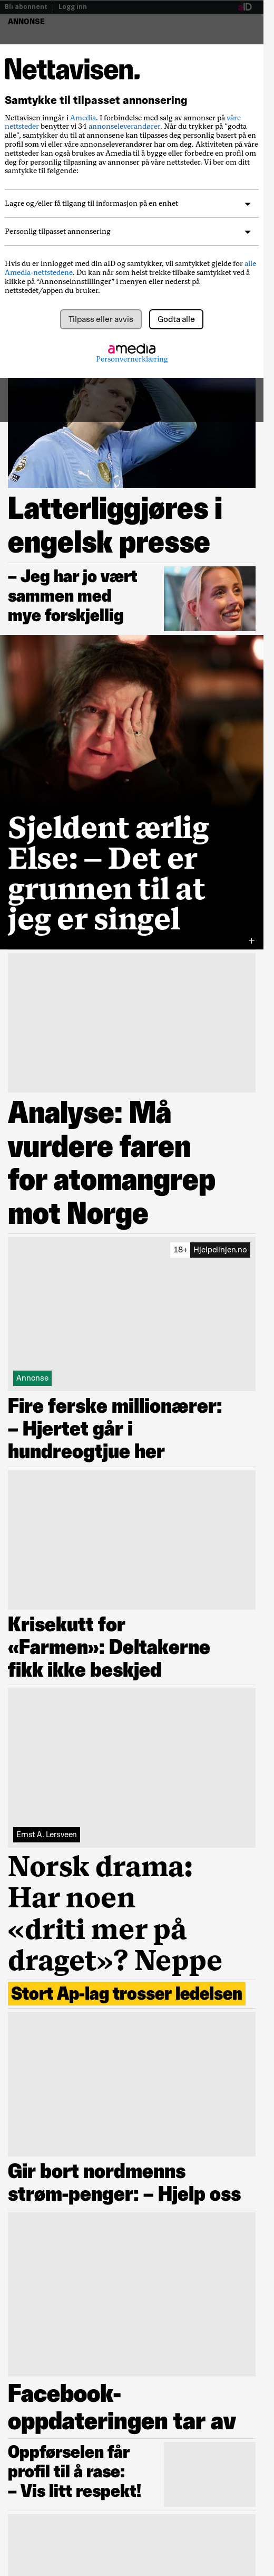 Bli abonnent | Logg inn
aID
ANNONSE
Nettavisen.
Samtykke til tilpasset annonsering
Nettavisen inngår i Amedia. I forbindelse med salg av annonser på våre
nettsteder benytter vi 34 annonseleverandører. Når du trykker på "godta
alle", samtykker du til at annonsene kan tilpasses deg personlig basert på en
profil som vi eller våre annonseleverandører har om deg. Aktiviteten på våre
nettsteder kan også brukes av Amedia til å bygge eller forbedre en profil om
deg for personlig tilpasning av annonser på våre nettsteder. Vi ber om ditt
samtykke til følgende:
Lagre og/eller få tilgang til informasjon på en enhet
Personlig tilpasset annonsering
Hvis du er innlogget med din aID og samtykker, vil samtykket gjelde for alle
Amedia-nettstedene. Du kan når som helst trekke tilbake samtykket ved å
klikke på “Annonseinnstillinger” i menyen eller nederst på
nettstedet/appen du bruker.
Tilpass eller avvis
Godta alle
amedia
Personvernerklæring
Latterliggjøres i
engelsk presse
– Jeg har jo vært
sammen med
mye forskjellig
Sjeldent ærlig
Else: – Det er
grunnen til at
jeg er singel
+
Analyse: Må
vurdere faren
for atomangrep
mot Norge
18+ Hjelpelinjen.no
Annonse
Fire ferske millionærer:
– Hjertet går i
hundreogtjue her
Krisekutt for
«Farmen»: Deltakerne
fikk ikke beskjed
Ernst A. Lersveen
Norsk drama:
Har noen
«driti mer på
draget»? Neppe
Stort Ap-lag trosser ledelsen
Gir bort nordmenns
strøm-penger: – Hjelp oss
Facebook-
oppdateringen tar av
Oppførselen får
profil til å rase:
– Vis litt respekt!